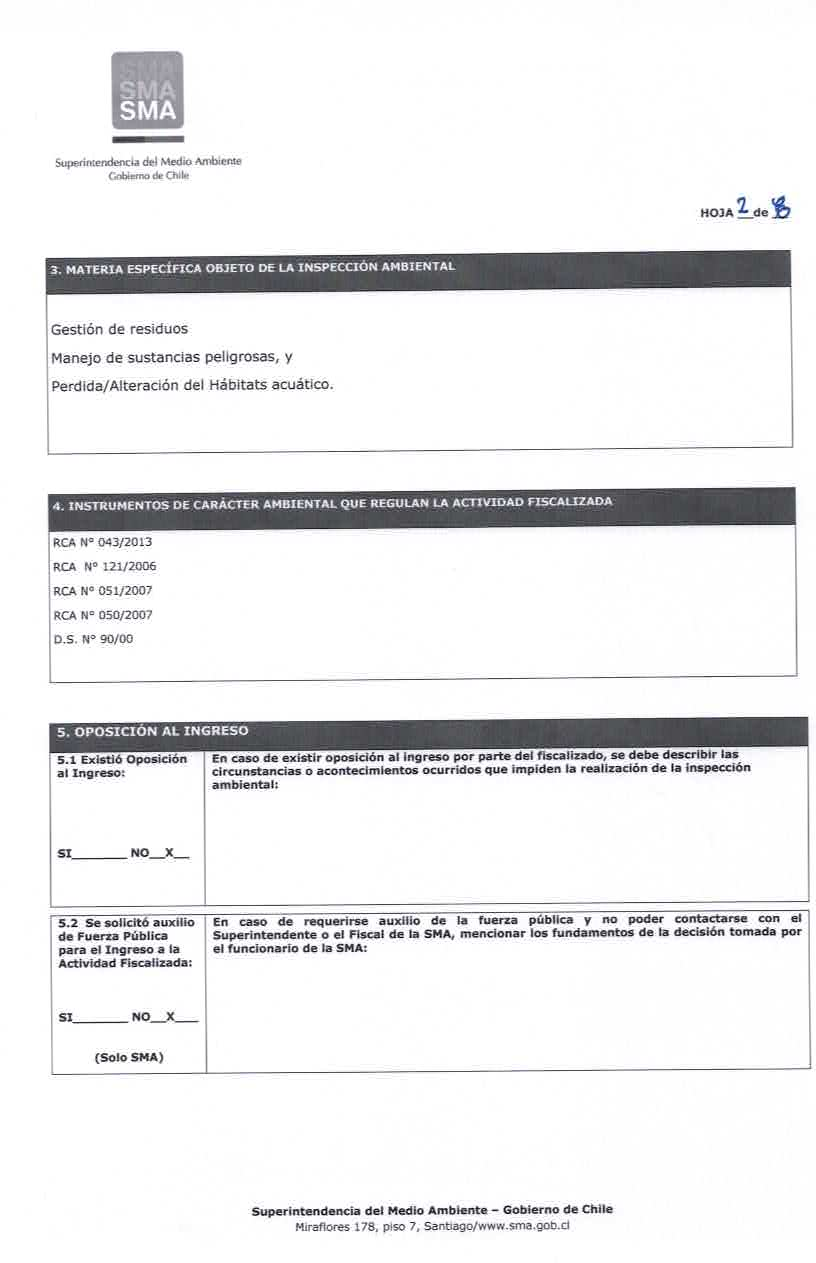 SMA
SMA
SMA
Superintendencia del Medio Ambiente
Gobierno de Chile
HOJA 2 de
3. MATERIA ESPECÍFICA OBJETO DE LA INSPECCIÓN AMBIENTAL
Gestión de residuos
Manejo de sustancias peligrosas, y
Perdida/Alteración del Hábitats acuático.
4. INSTRUMENTOS DE CARÁCTER AMBIENTAL QUE REGULAN LA ACTIVIDAD FISCALIZADA
RCA Nº 043/2013
RCA Nº 121/2006
RCA Nº 051/2007
RCA Nº 050/2007
D.S. Nº 90/00
5. OPOSICIÓN AL INGRESO
5.1 Existió Oposición
al Ingreso:
SI_______ NO__X__
En caso de existir oposición al ingreso por parte del fiscalizado, se debe describir las
circunstancias o acontecimientos ocurridos que impiden la realización de la inspección
ambiental:
5.2 Se solicitó auxilio
de Fuerza Pública
para el Ingreso a la
Actividad Fiscalizada:
SI_______ NO__X___
(Solo SMA)
En caso de requerirse auxilio de la fuerza pública y no poder contactarse con el
Superintendente o el Fiscal de la SMA, mencionar los fundamentos de la decisión tomada por
el funcionario de la SMA:
Superintendencia del Medio Ambiente – Gobierno de Chile
Miraflores 178, piso 7, Santiago/www.sma.gob.cl